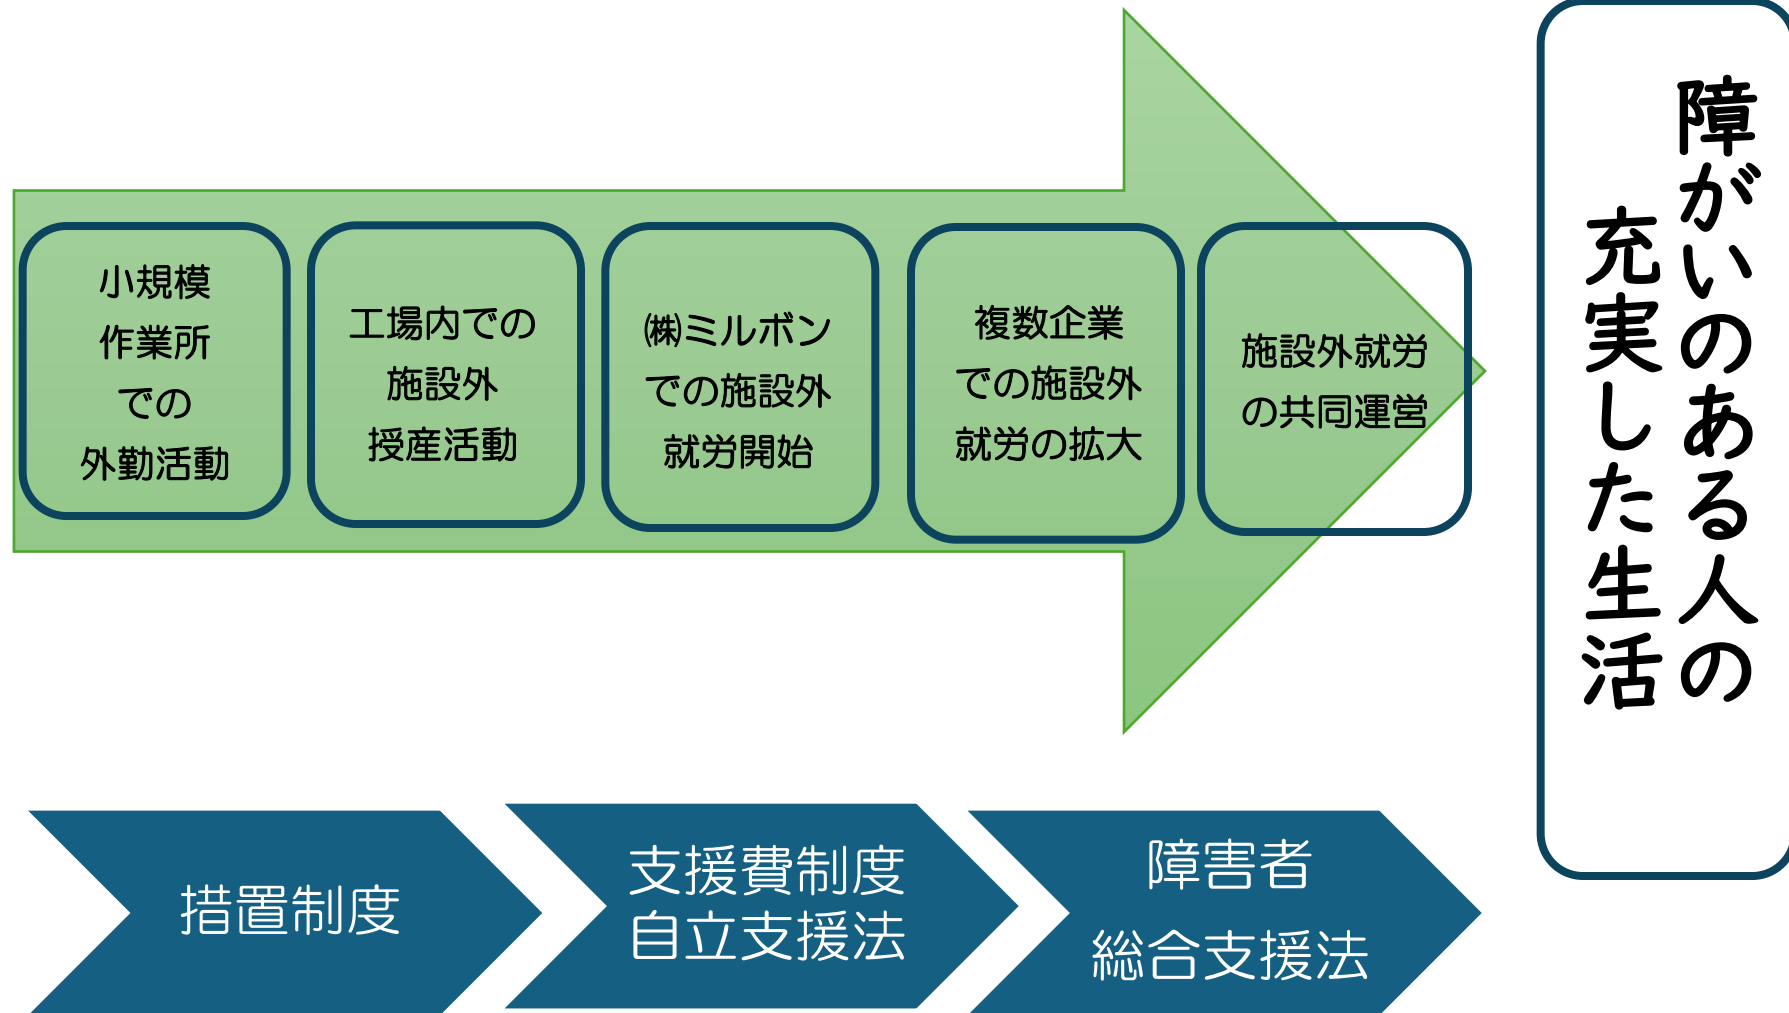 小規模
作業所
での
外勤活動
工場内での
施設外
授産活動
㈱ミルボン
での施設外
就労開始
複数企業
での施設外
就労の拡大
施設外就労
の共同運営
障がいのある人の
充実した生活
措置制度
支援費制度
自立支援法
障害者
総合支援法